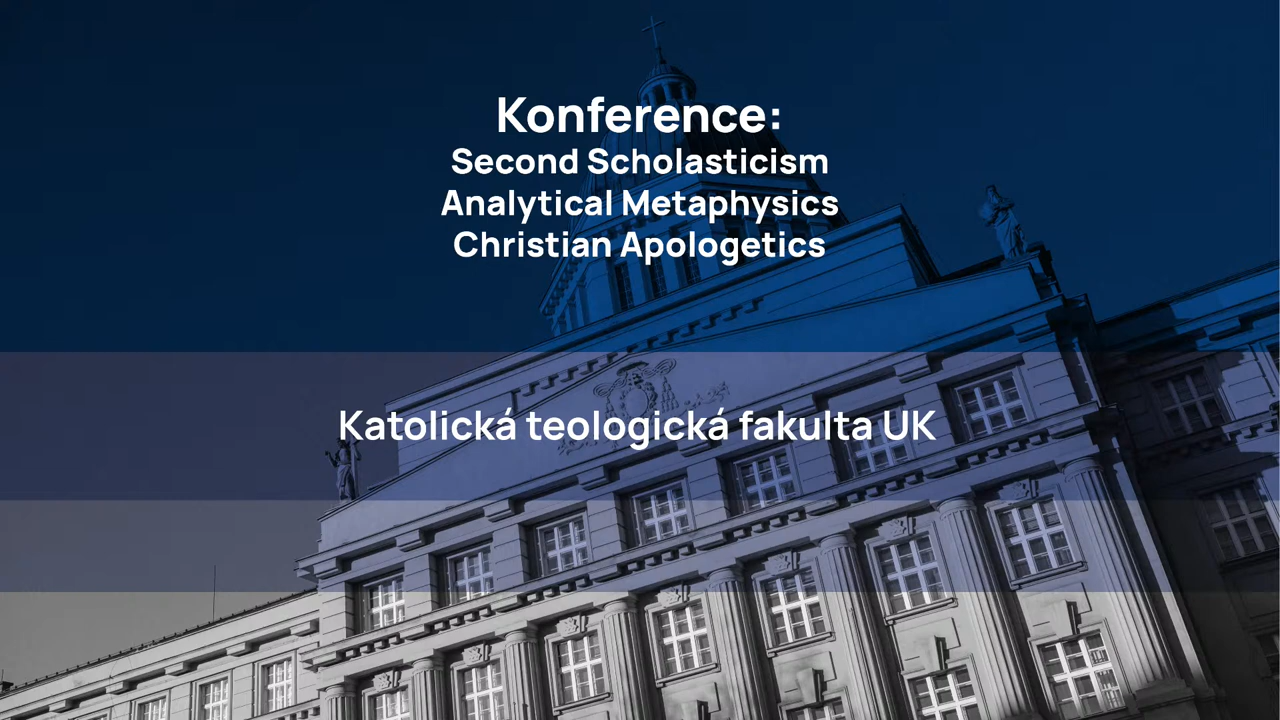 Konference:
Second Scholasticism
Analytical Metaphysics
Christian Apologetics
Katolická teologická fakulta UK